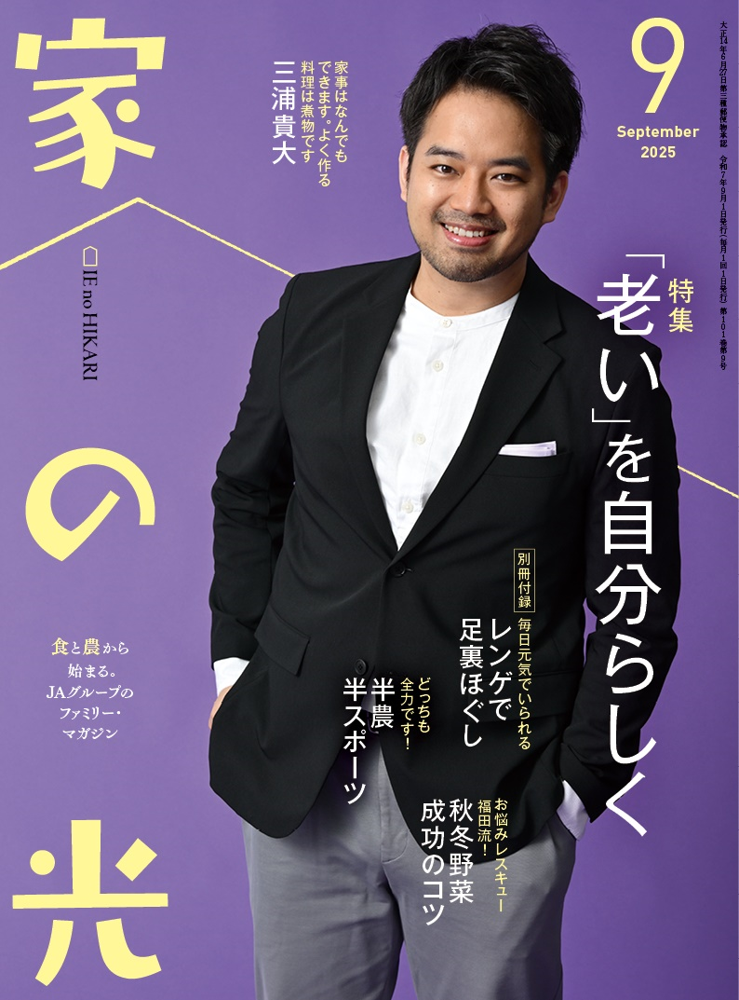 家の光
IE no HIKARI
家事はなんでも
できます。よく作る
料理は煮物です
三浦貴大
9
September
2025
大正14年6月27日第三種郵便物承認　令和7年9月1日発行（毎月1回1日発行）第101巻第9号
特集
「老い」を自分らしく
別冊付録
毎日元気でいられる
レンゲで
足裏ほぐし
どっちも
全力です！
半農
半スポーツ
お悩みレスキュー
福田流！
秋冬野菜
成功のコツ
食と農から
始まる。
JAグループの
ファミリー・
マガジン